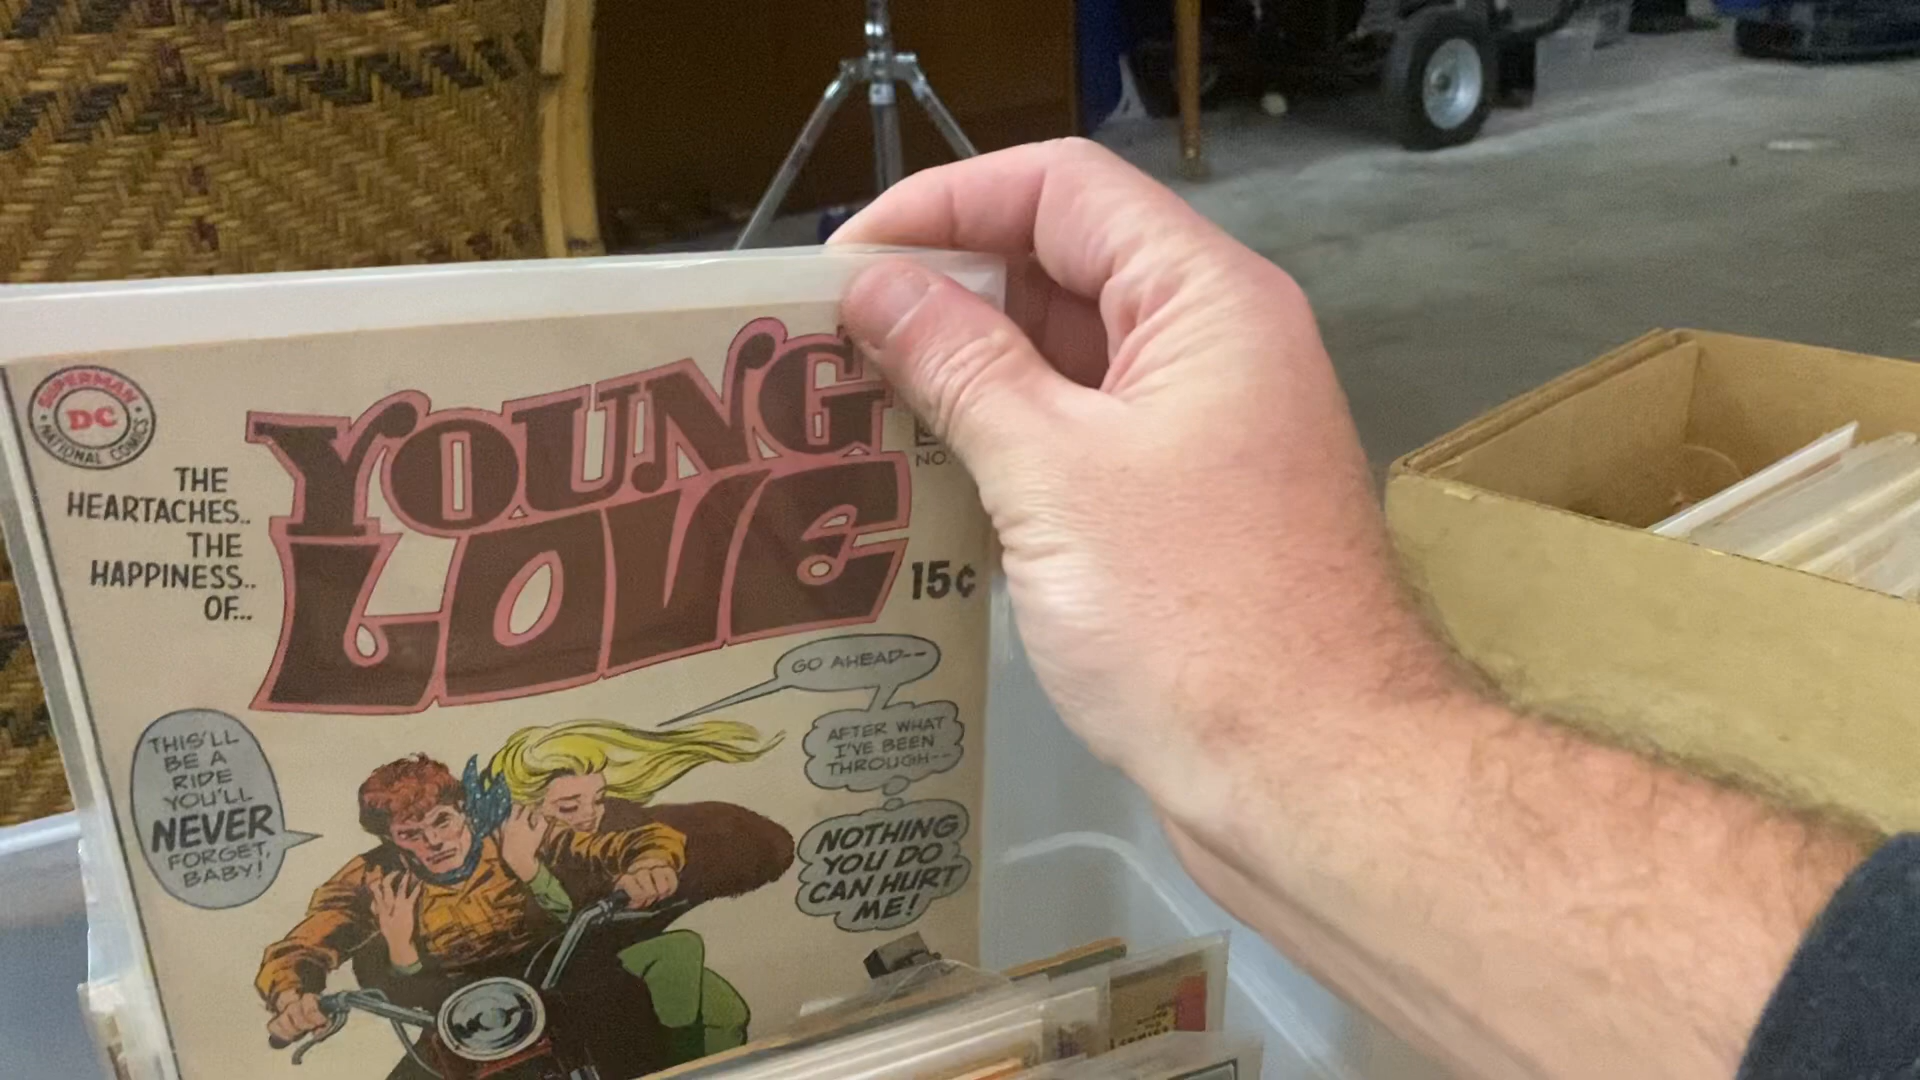 SUPERMAN
DC
NATIONAL COMICS
YOUNG
LOVE
NO.
THE
HEARTACHES..
THE
HAPPINESS..
OF...
15¢
GO AHEAD--
AFTER WHAT
I'VE BEEN
THROUGH--
NOTHING
YOU DO
CAN HURT
ME!
THIS'LL
BE A
RIDE
YOU'LL
NEVER
FORGET,
BABY!